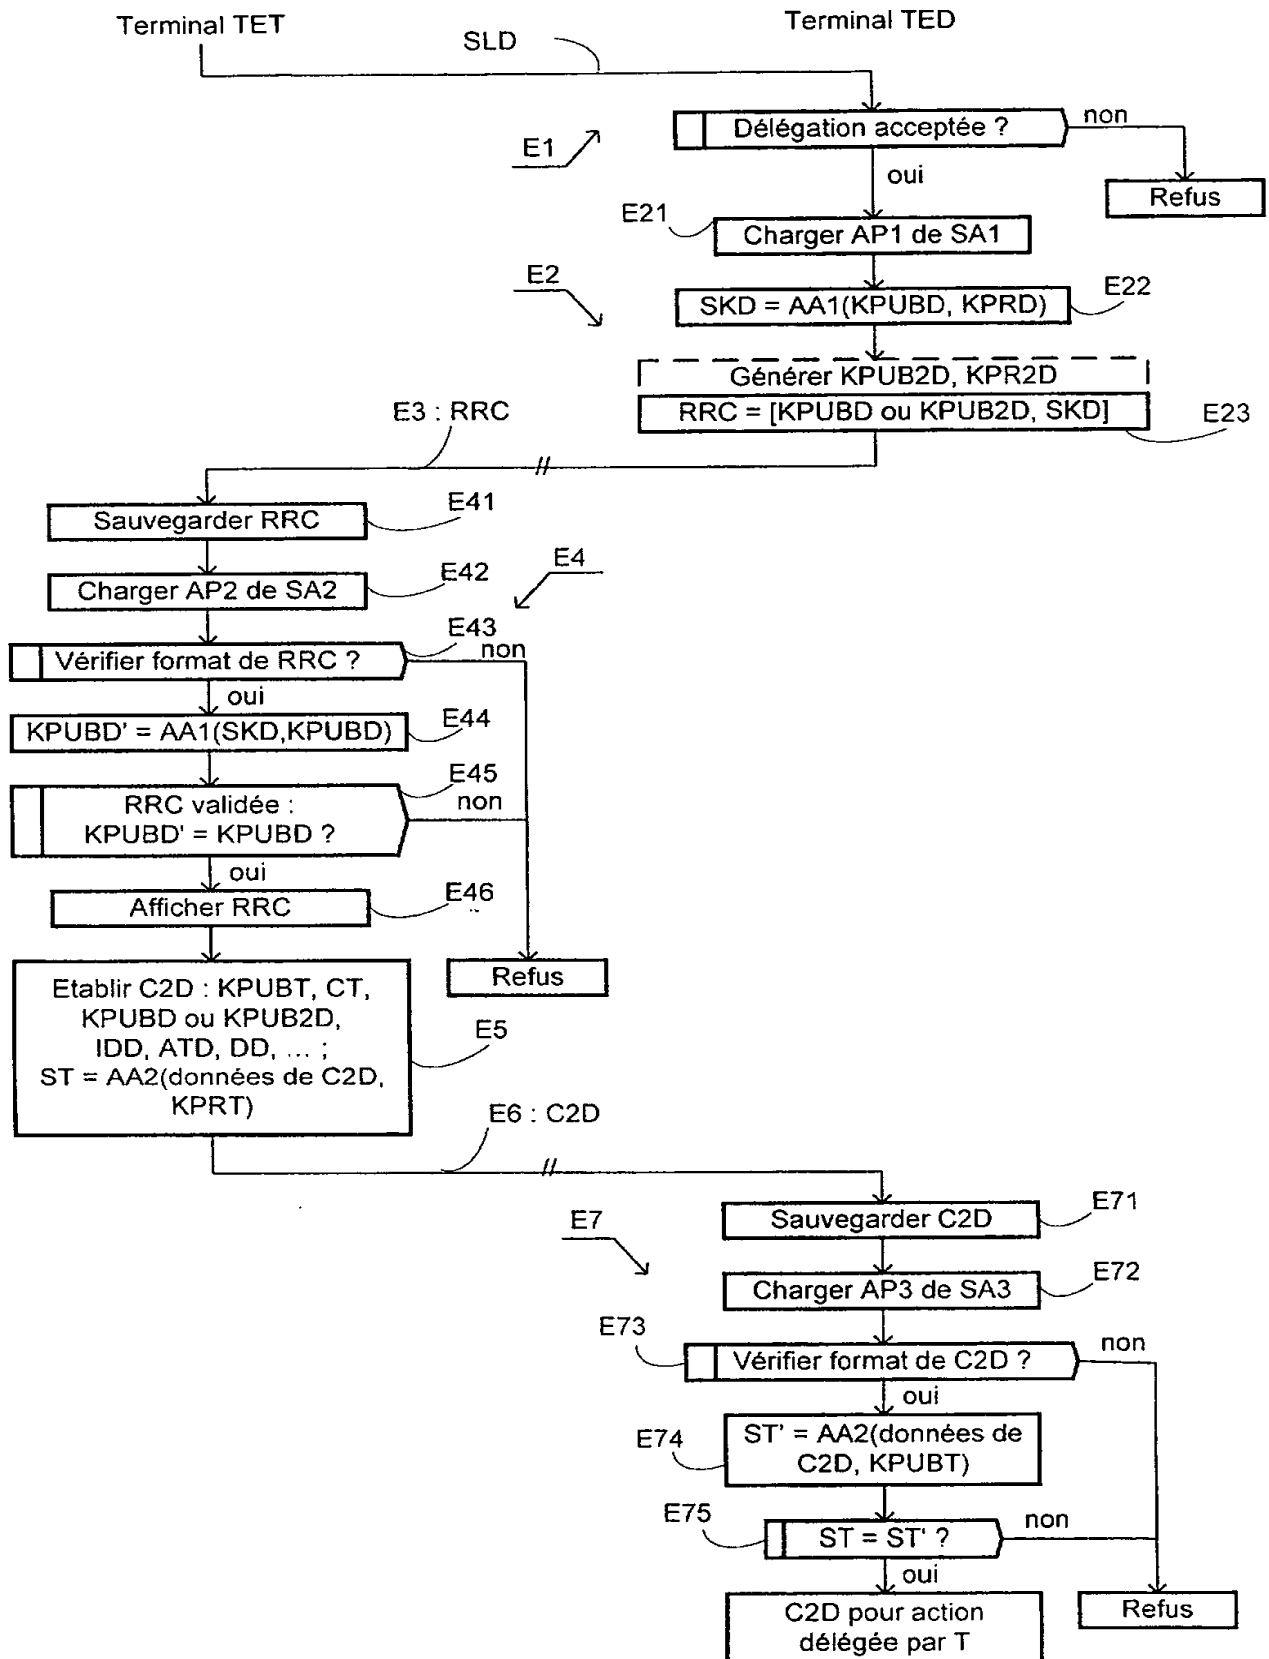 Terminal TET
Terminal TED
SLD
Délégation acceptée ?
non
E1
oui
Refus
E21
Charger AP1 de SA1
E2
E22
SKD = AA1(KPUBD, KPRD)
Générer KPUB2D, KPR2D
E3 : RRC
RRC = [KPUBD ou KPUB2D, SKD]
E23
E41
Sauvegarder RRC
E4
E42
Charger AP2 de SA2
E43
non
Vérifier format de RRC ?
oui
E44
KPUBD' = AA1(SKD,KPUBD)
E45
non
RRC validée :
KPUBD' = KPUBD ?
oui
E46
Afficher RRC
Refus
Etablir C2D : KPUBT, CT,
KPUBD ou KPUB2D,
IDD, ATD, DD, ... ;
ST = AA2(données de C2D,
KPRT)
E5
E6 : C2D
E71
Sauvegarder C2D
E7
E72
Charger AP3 de SA3
E73
non
Vérifier format de C2D ?
oui
E74
ST' = AA2(données de
C2D, KPUBT)
E75
non
ST = ST' ?
oui
C2D pour action
délégée par T
Refus